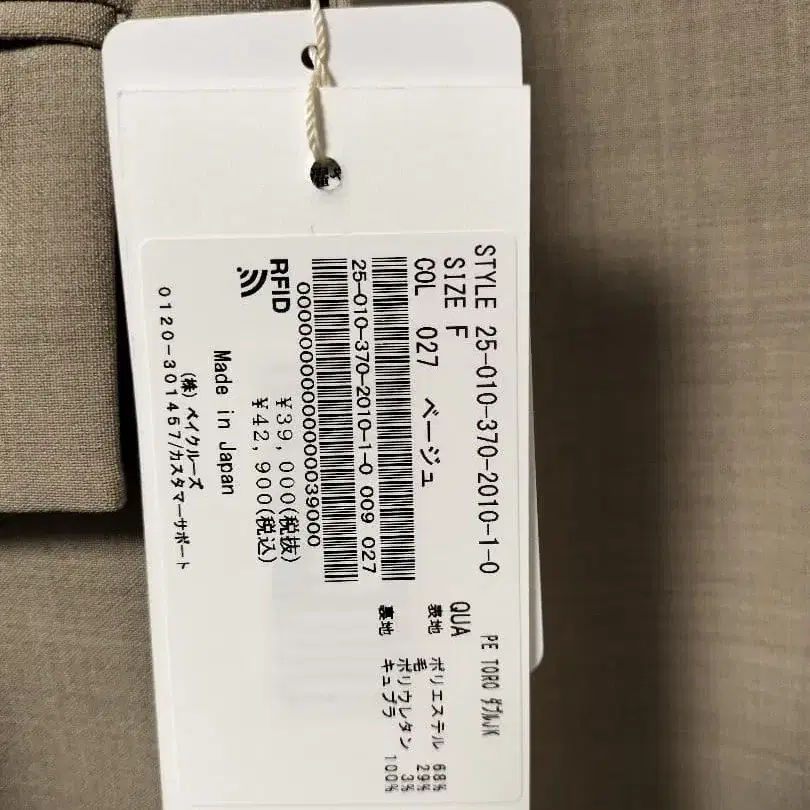 STYLE 25-010-370-2010-1-0
PE TORO ﾀﾞﾌﾞﾙJK
SIZE F
QUA
COL 027 ベージュ
表地 ポリエステル 68%
毛 29%
ポリウレタン 3%
裏地 キュプラ 100%
25-010-370-2010-1-0 009 027
RFID
¥39,000(税抜)
¥42,900(税込)
Made in Japan
(株)ベイクルーズ
0120-301457/カスタマーサポート